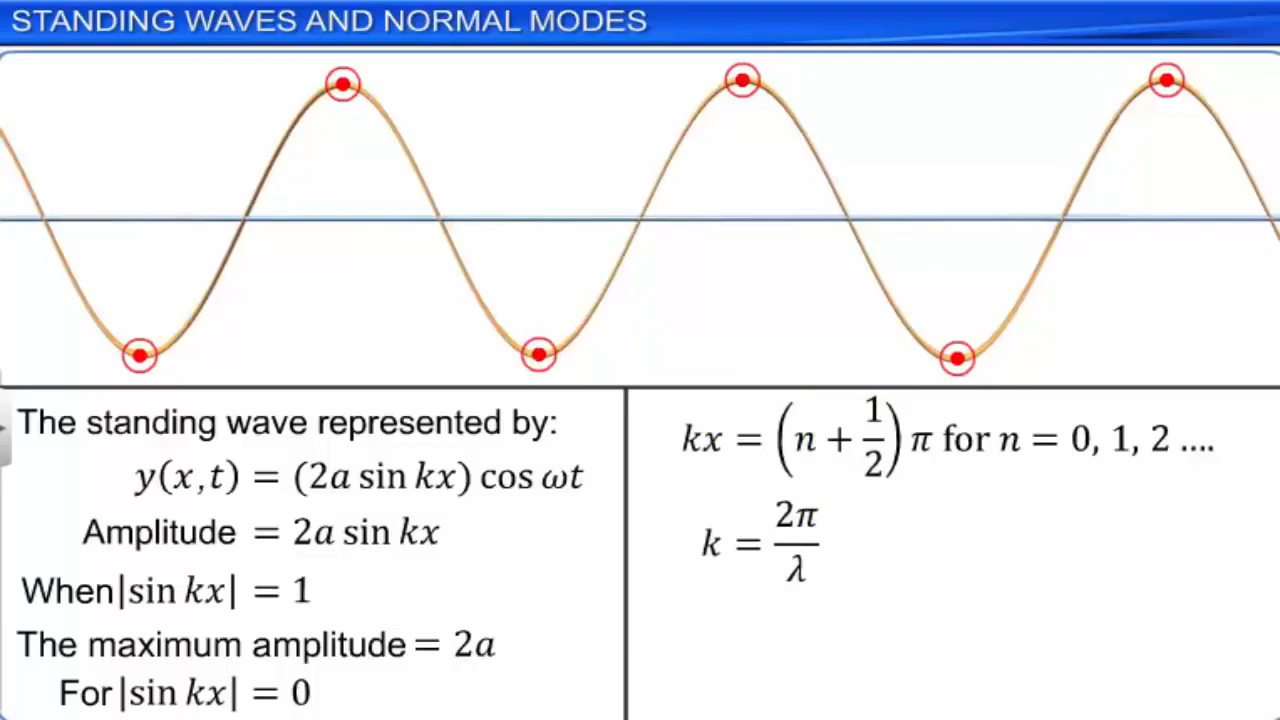 STANDING WAVES AND NORMAL MODES
The standing wave represented by:
y(x,t) = (2a sin kx) cos ωt
Amplitude = 2a sin kx
When|sin kx| = 1
The maximum amplitude = 2a
For|sin kx| = 0
kx = (n + 1/2) π for n = 0, 1, 2 ....
k = 2π/λ